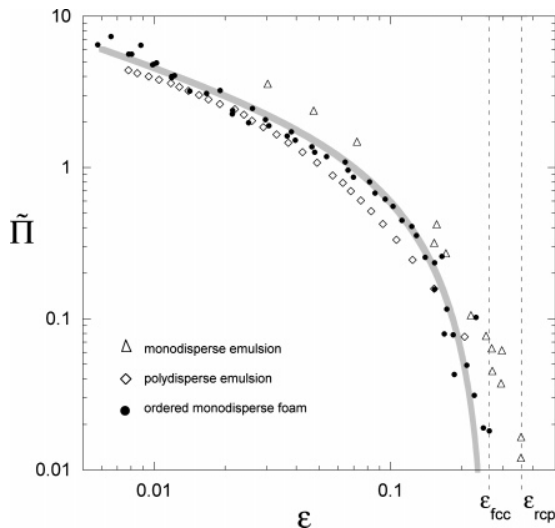 10
1
Π̃
0.1
△ monodisperse emulsion
◇ polydisperse emulsion
● ordered monodisperse foam
0.01
0.01 0.1 ε_fcc ε_rcp
ε